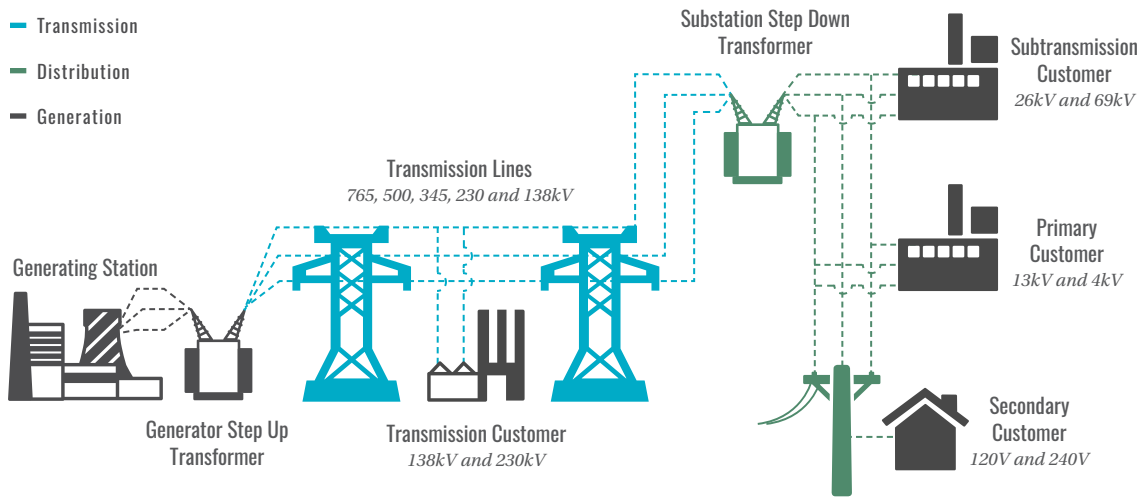 Transmission
Distribution
Generation
Substation Step Down
Transformer
Subtransmission
Customer
26kV and 69kV
Transmission Lines
765, 500, 345, 230 and 138kV
Primary
Customer
13kV and 4kV
Generating Station
Generator Step Up
Transformer
Transmission Customer
138kV and 230kV
Secondary
Customer
120V and 240V